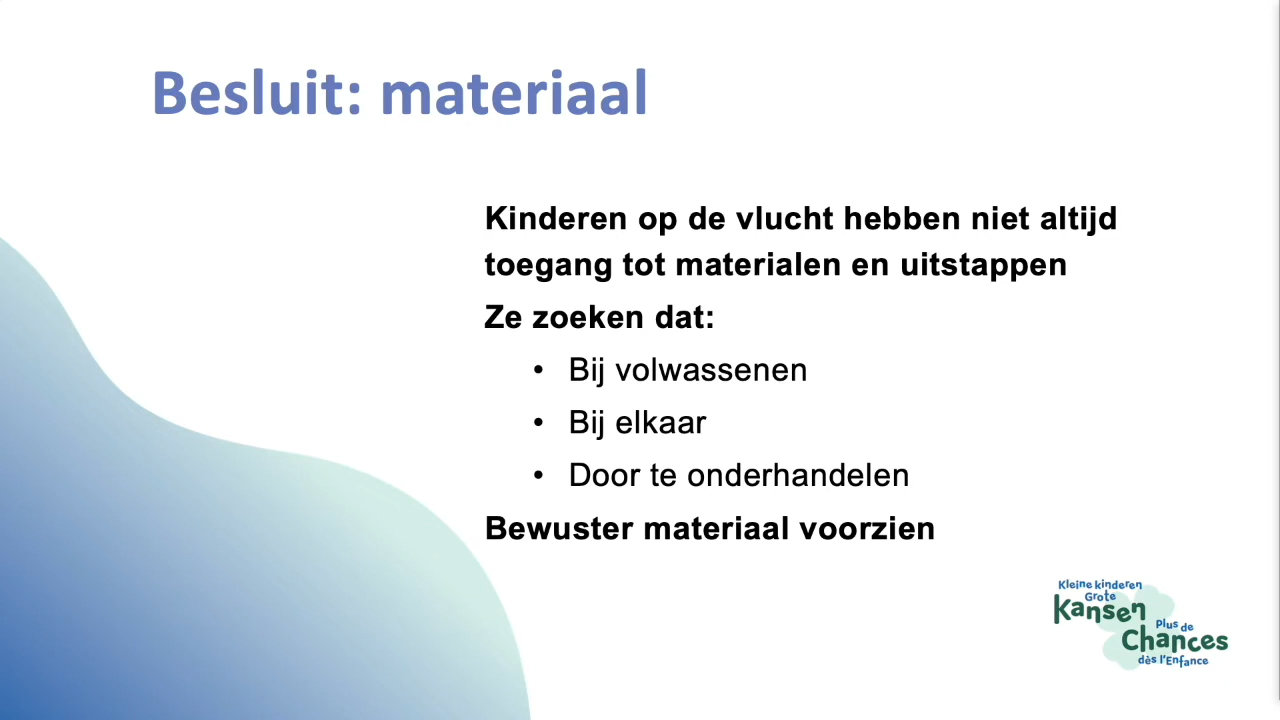 Besluit: materiaal
Kinderen op de vlucht hebben niet altijd
toegang tot materialen en uitstappen
Ze zoeken dat:
• Bij volwassenen
• Bij elkaar
• Door te onderhandelen
Bewuster materiaal voorzien
Kleine kinderen
Grote
Kansen
Plus de
Chances
dès l'Enfance